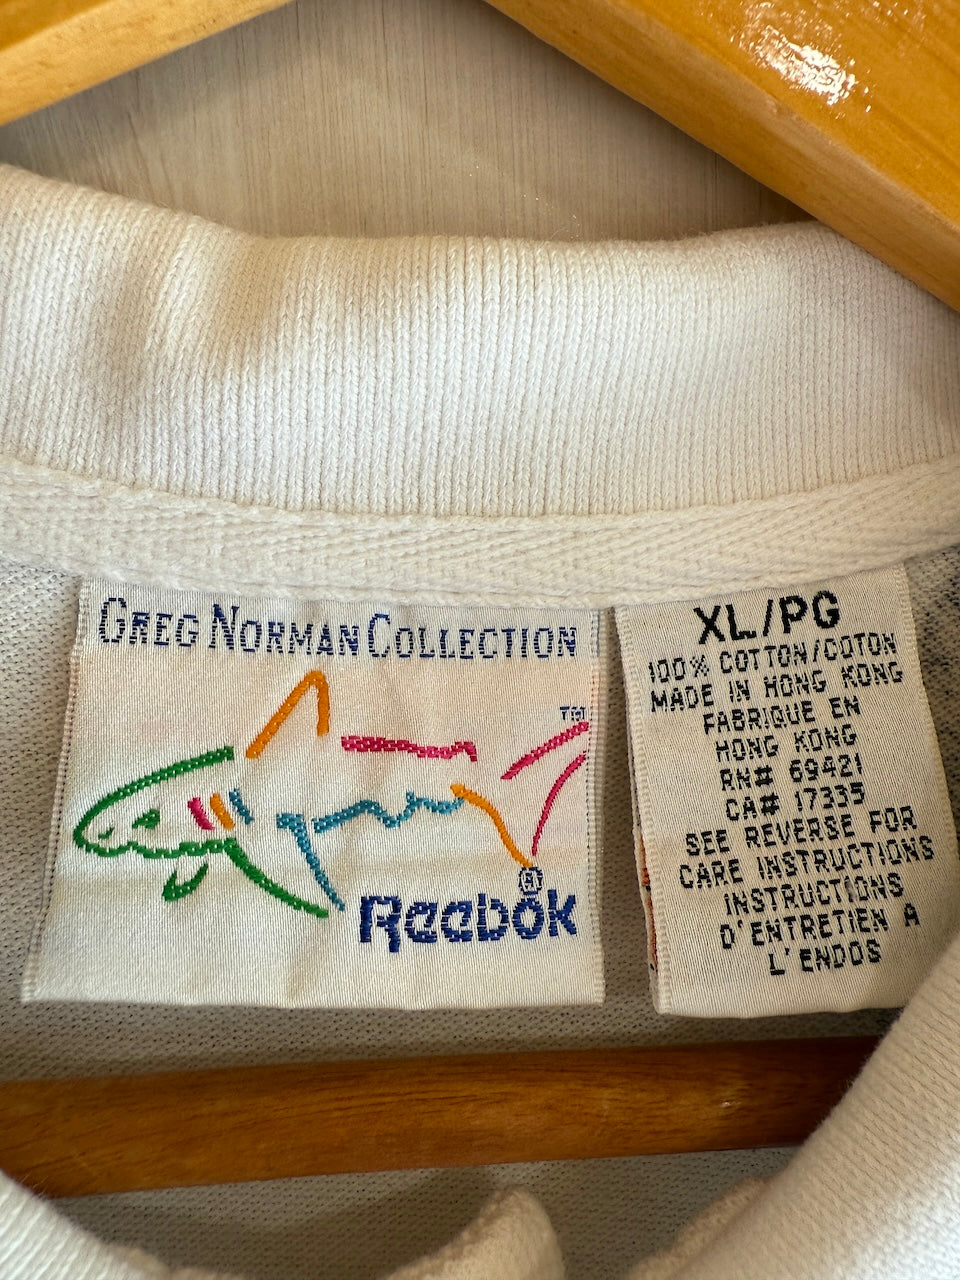 GREG NORMAN COLLECTION
TM
Reebok
®
XL/PG
100% COTTON/COTON
MADE IN HONG KONG
FABRIQUE EN
HONG KONG
RN# 69421
CA# 17335
SEE REVERSE FOR
CARE INSTRUCTIONS
INSTRUCTIONS
D'ENTRETIEN A
L'ENDOS